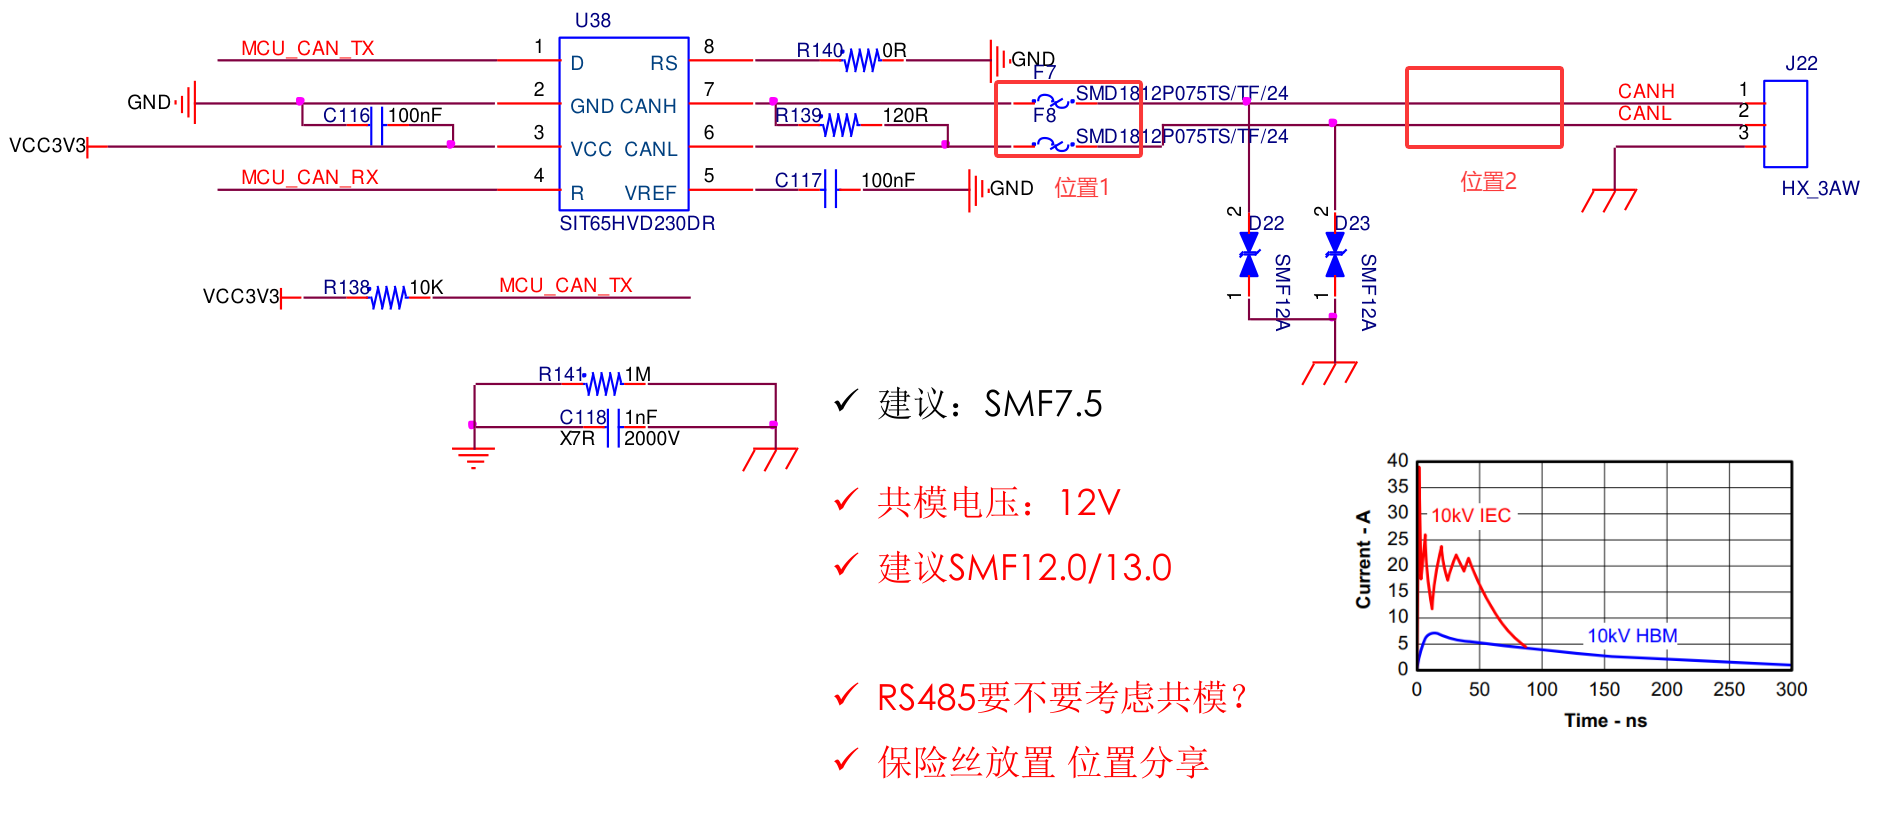 U38
MCU_CAN_TX
1
D
RS
8
R140
0R
GND
GND
2
GND
CANH
7
F7
SMD1812P075TS/TF/24
CANH
1
J22
C116
100nF
R139
120R
F8
CANL
2
VCC3V3
3
VCC
CANL
6
SMD1812P075TS/TF/24
3
MCU_CAN_RX
4
R
VREF
5
C117
100nF
GND
位置1
位置2
HX_3AW
SIT65HVD230DR
2
D22
SMF12A
1
2
D23
SMF12A
1
VCC3V3
R138
10K
MCU_CAN_TX
R141
1M
C118
1nF
X7R
2000V
✓ 建议：SMF7.5
✓ 共模电压：12V
✓ 建议SMF12.0/13.0
✓ RS485要不要考虑共模?
✓ 保险丝放置 位置分享
Current - A
40
35
30
25
20
15
10
5
0
10kV IEC
10kV HBM
0 50 100 150 200 250 300
Time - ns